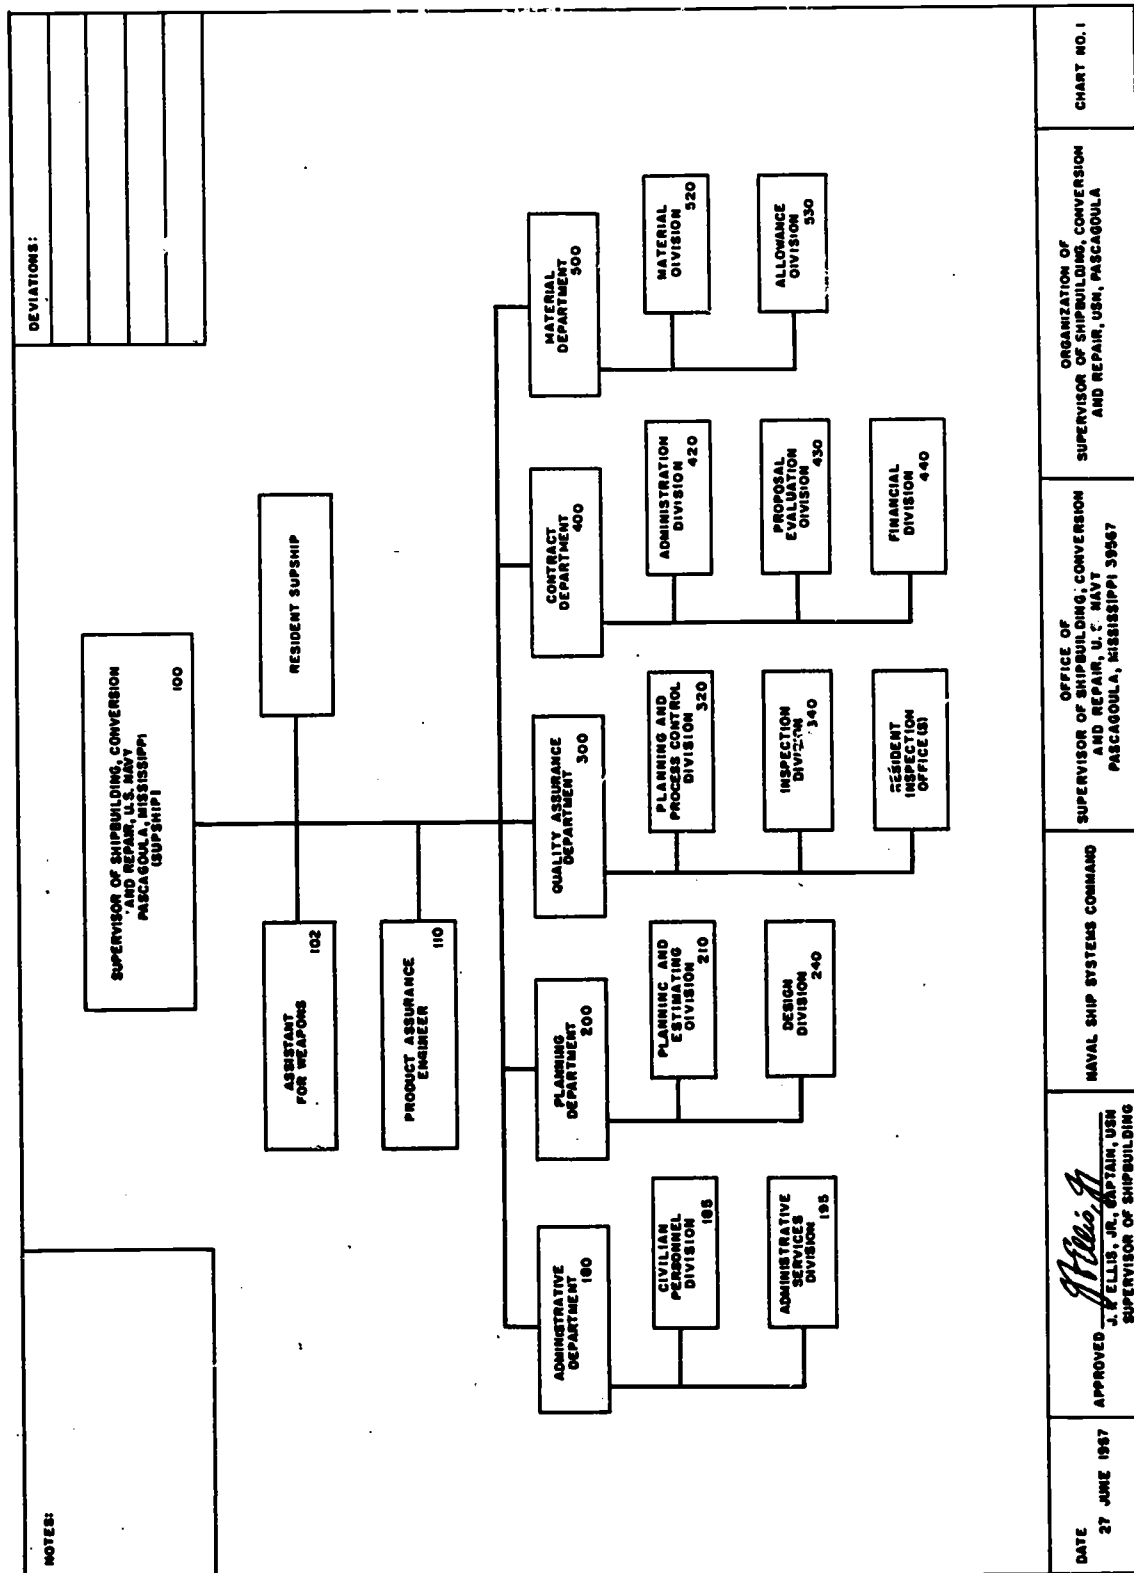 NOTES:
DEVIATIONS:
SUPERVISOR OF SHIPBUILDING, CONVERSION
AND REPAIR, U.S. NAVY
PASCAGOULA, MISSISSIPPI
(SUPSHIP)
100
RESIDENT SUPSHIP
ASSISTANT
FOR WEAPONS
102
PRODUCT ASSURANCE
ENGINEER
110
ADMINISTRATIVE
DEPARTMENT
180
CIVILIAN
PERSONNEL
DIVISION
185
ADMINISTRATIVE
SERVICES
DIVISION
195
PLANNING
DEPARTMENT
200
PLANNING AND
ESTIMATING
DIVISION
210
DESIGN
DIVISION
240
QUALITY ASSURANCE
DEPARTMENT
300
PLANNING AND
PROCESS CONTROL
DIVISION
320
INSPECTION
DIVISION
340
RESIDENT
INSPECTION
OFFICE(S)
CONTRACT
DEPARTMENT
400
ADMINISTRATION
DIVISION
420
PROPOSAL
EVALUATION
DIVISION
430
FINANCIAL
DIVISION
440
MATERIAL
DEPARTMENT
500
MATERIAL
DIVISION
520
ALLOWANCE
DIVISION
530
DATE
27 JUNE 1967
APPROVED
J. R. ELLIS, JR., CAPTAIN, USN
SUPERVISOR OF SHIPBUILDING
NAVAL SHIP SYSTEMS COMMAND
OFFICE OF
SUPERVISOR OF SHIPBUILDING, CONVERSION
AND REPAIR, U.S. NAVY
PASCAGOULA, MISSISSIPPI 39567
ORGANIZATION OF
SUPERVISOR OF SHIPBUILDING, CONVERSION
AND REPAIR, USN, PASCAGOULA
CHART NO. 1